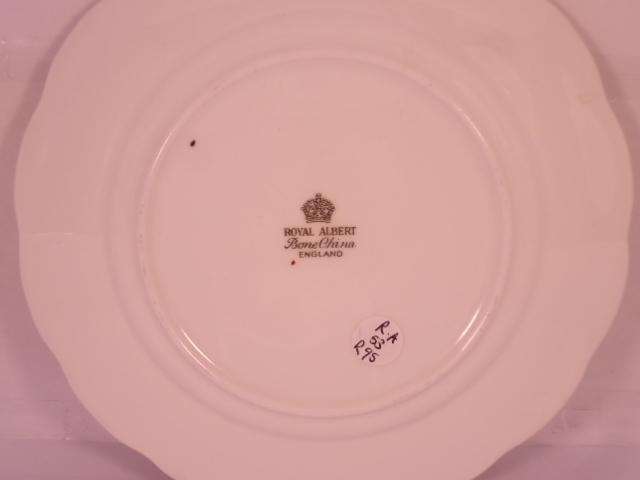 ROYAL ALBERT
Bone China
ENGLAND
R.A
53
R95